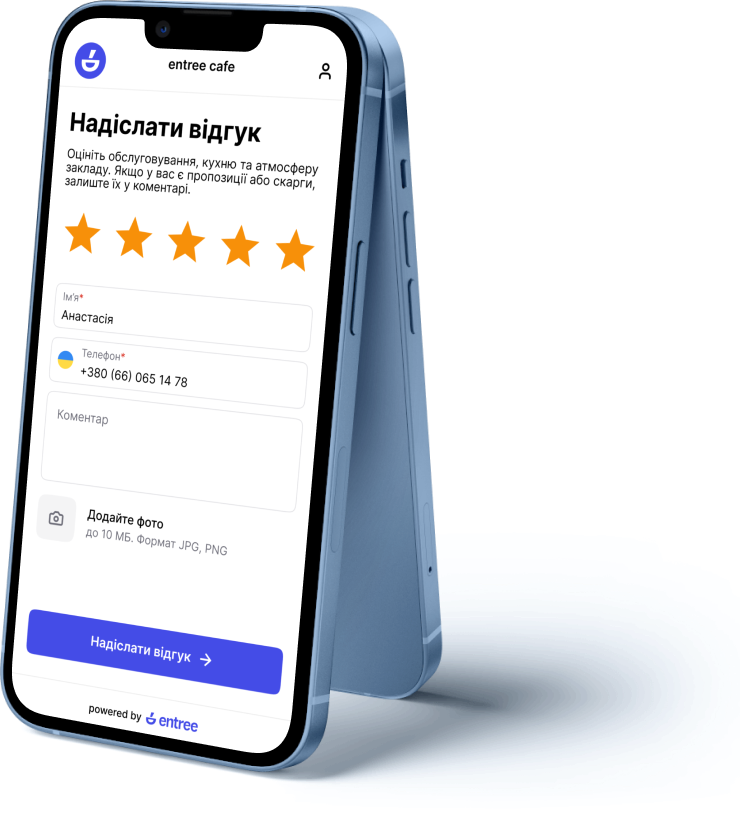 entree cafe
Надіслати відгук
Оцініть обслуговування, кухню та атмосферу
закладу. Якщо у вас є пропозиції або скарги,
залиште їх у коментарі.
Ім'я*
Анастасія
Телефон*
+380 (66) 065 14 78
Коментар
Додайте фото
до 10 МБ. Формат JPG, PNG
Надіслати відгук →
powered by entree